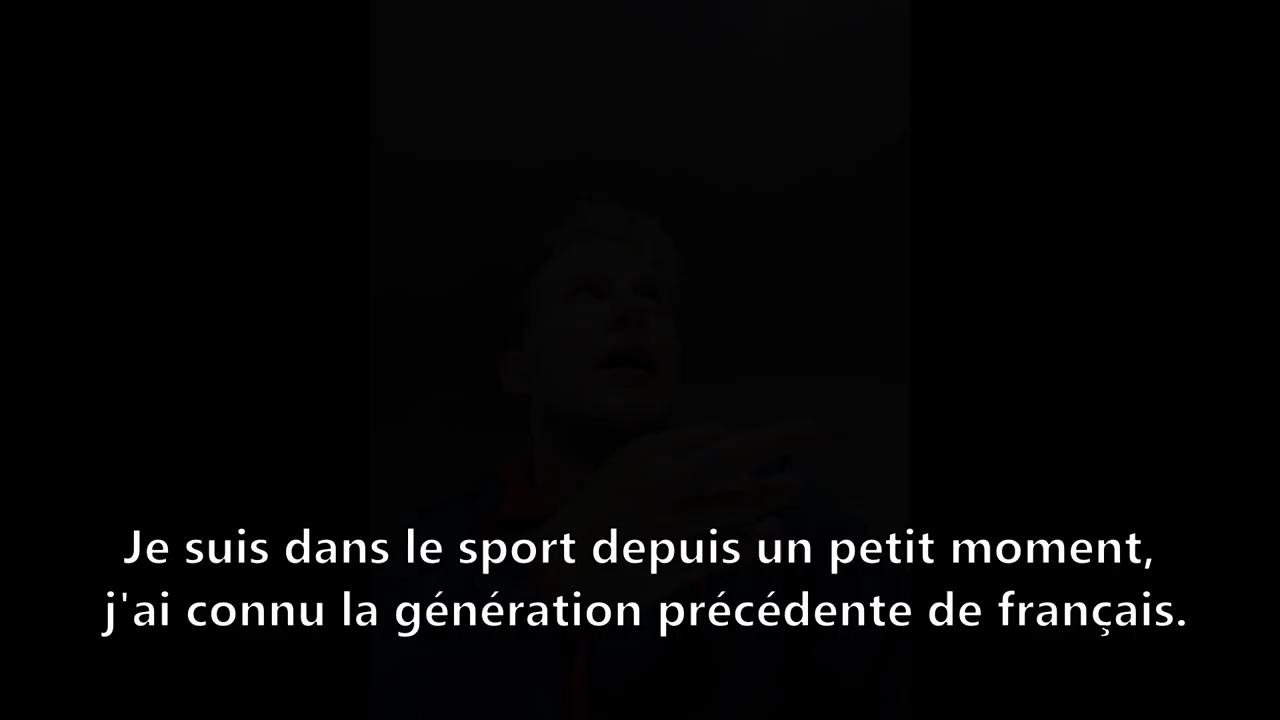 Je suis dans le sport depuis un petit moment,
j'ai connu la génération précédente de français.